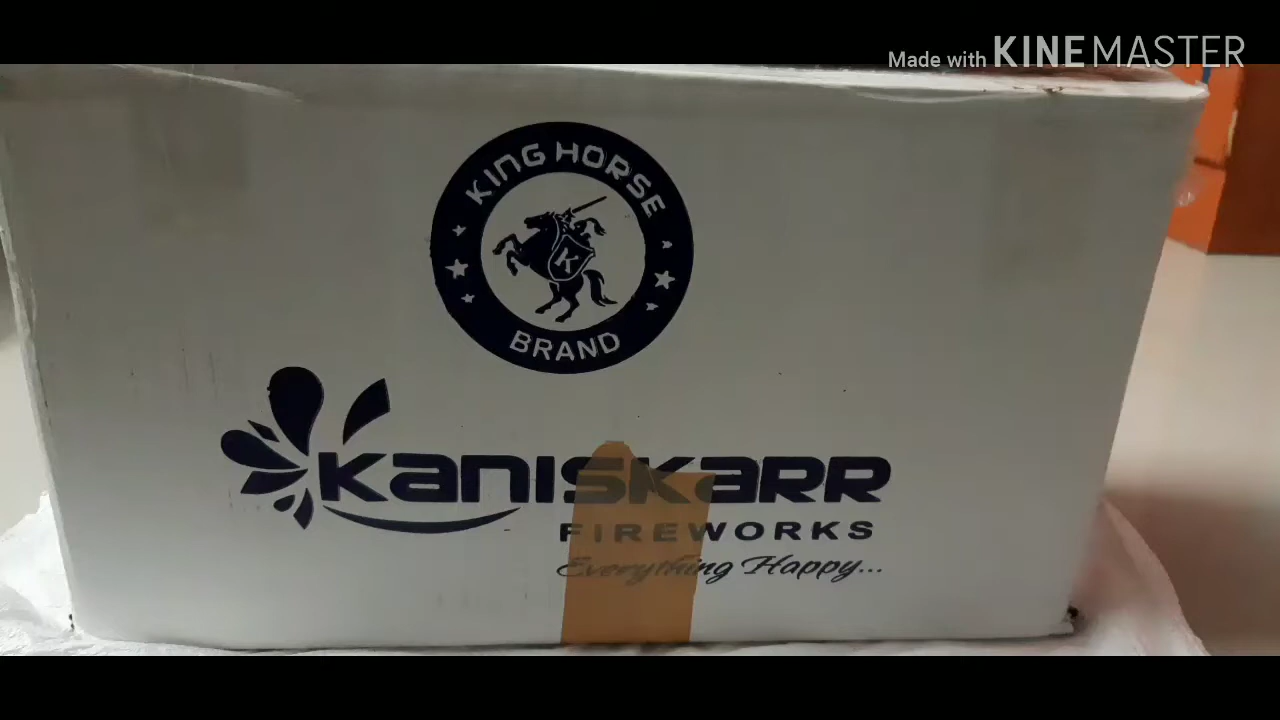 Made with KINEMASTER
KING HORSE
K
BRAND
KANISKARR
FIREWORKS
Everything Happy...